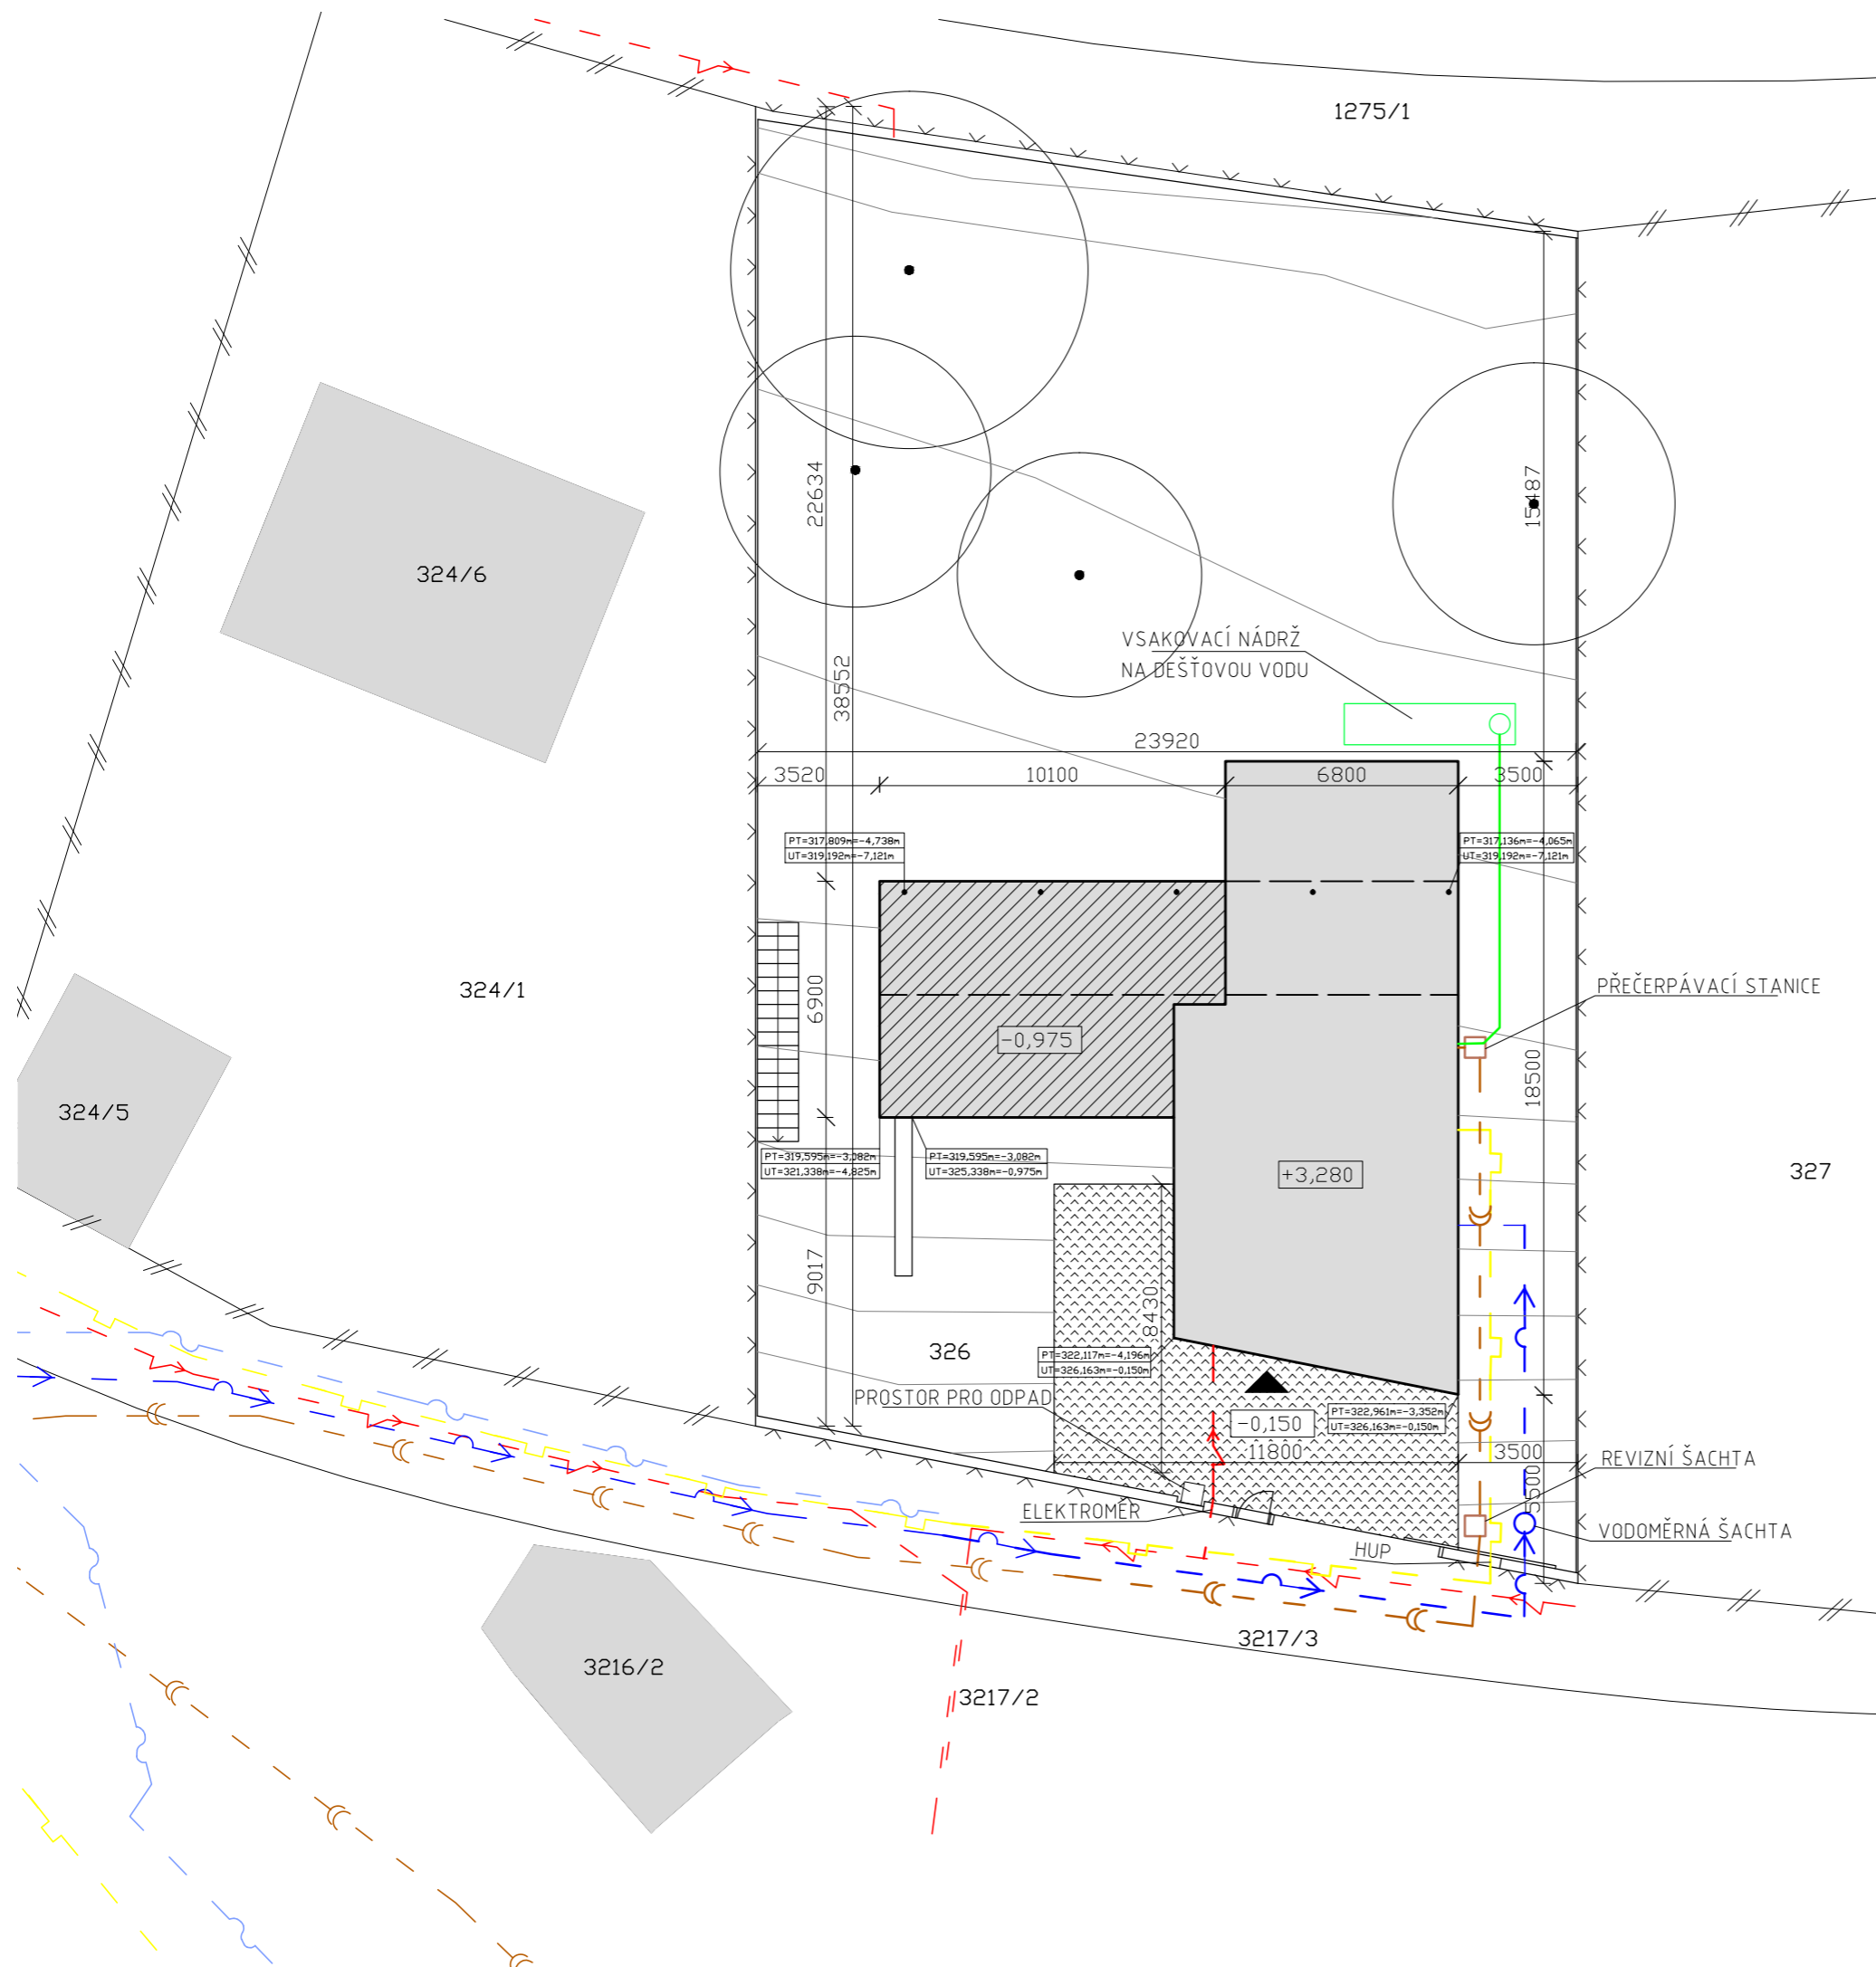 1275/1
324/6
22634
15487
VSAKOVACÍ NÁDRŽ
NA DEŠŤOVOU VODU
38552
23920
3520
10100
6800
3500
PT=317,809m=-4,738m
UT=319,192m=-7,121m
PT=317,136m=-4,065m
UT=319,192m=-7,121m
324/1
6900
-0,975
PŘEČERPÁVACÍ STANICE
18500
324/5
PT=319,595m=-3,082m
UT=321,338m=-4,825m
PT=319,595m=-3,082m
UT=325,338m=-0,975m
+3,280
327
9017
8430
326
PT=322,117m=-4,196m
UT=326,163m=-0,150m
PROSTOR PRO ODPAD
-0,150
PT=322,961m=-3,352m
UT=326,163m=-0,150m
11800
3500
REVIZNÍ ŠACHTA
5500
ELEKTROMĚR
VODOMĚRNÁ ŠACHTA
HUP
3217/3
3216/2
3217/2